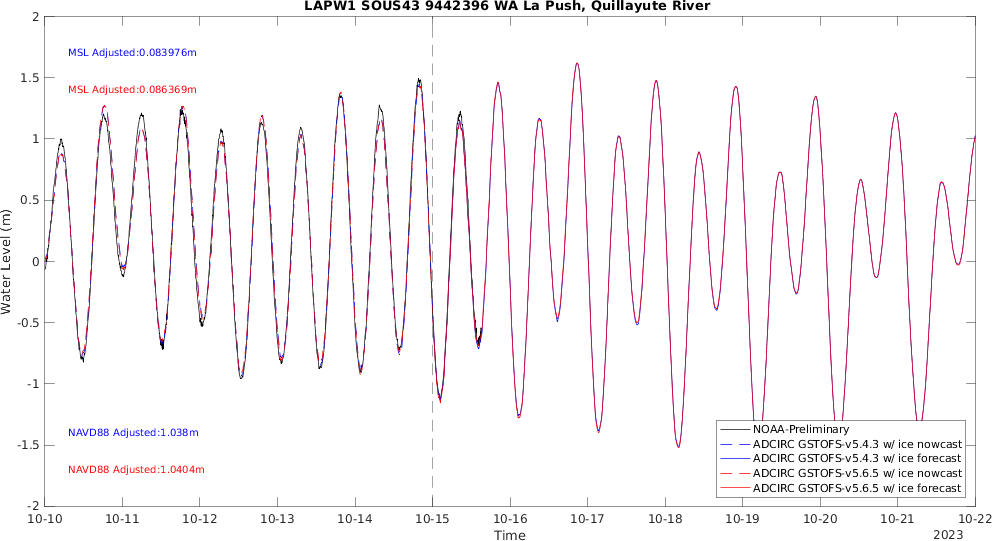 LAPW1 SOUS43 9442396 WA La Push, Quillayute River
2
1.5
1
0.5
0
-0.5
-1
-1.5
-2
Water Level (m)
MSL Adjusted:0.083976m
MSL Adjusted:0.086369m
NAVD88 Adjusted:1.038m
NAVD88 Adjusted:1.0404m
NOAA-Preliminary
ADCIRC GSTOFS-v5.4.3 w/ ice nowcast
ADCIRC GSTOFS-v5.4.3 w/ ice forecast
ADCIRC GSTOFS-v5.6.5 w/ ice nowcast
ADCIRC GSTOFS-v5.6.5 w/ ice forecast
10-10 10-11 10-12 10-13 10-14 10-15 10-16 10-17 10-18 10-19 10-20 10-21 10-22
Time
2023